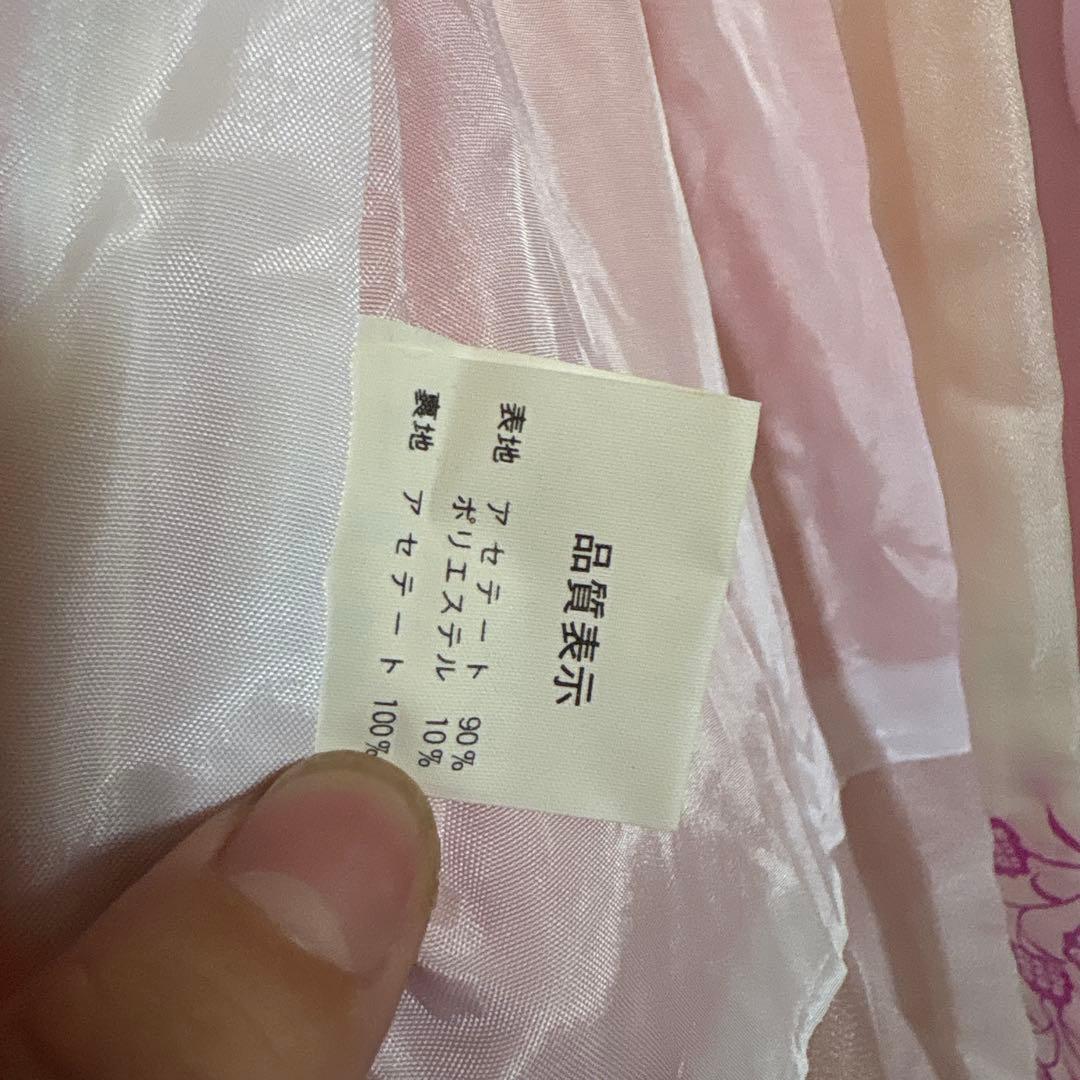 品質表示
表地 アセテート 90%
ポリエステル 10%
裏地 アセテート 100%